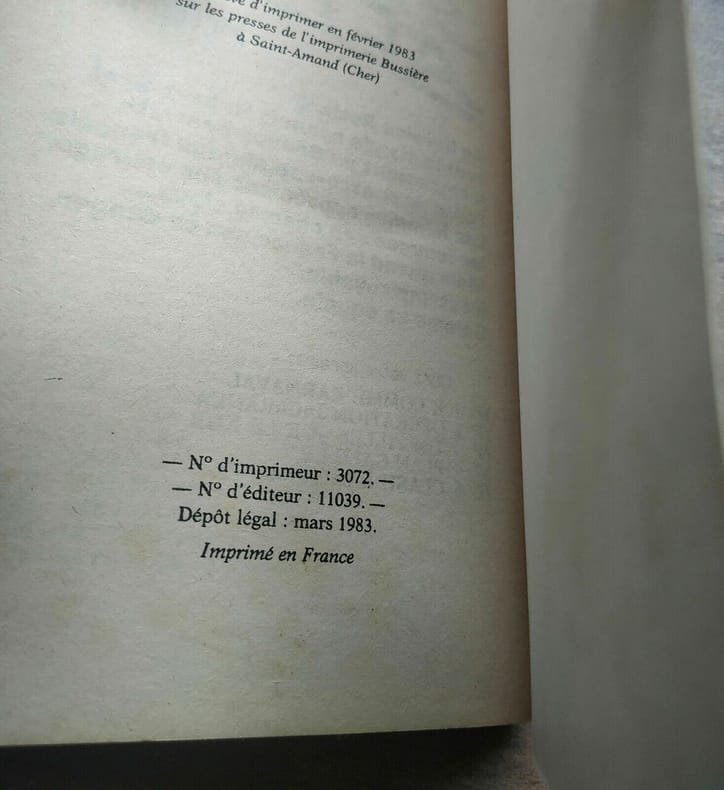 d'imprimer en février 1983
sur les presses de l'imprimerie Bussière
à Saint-Amand (Cher)
— N° d'imprimeur : 3072. —
— N° d'éditeur : 11039. —
Dépôt légal : mars 1983.
Imprimé en France